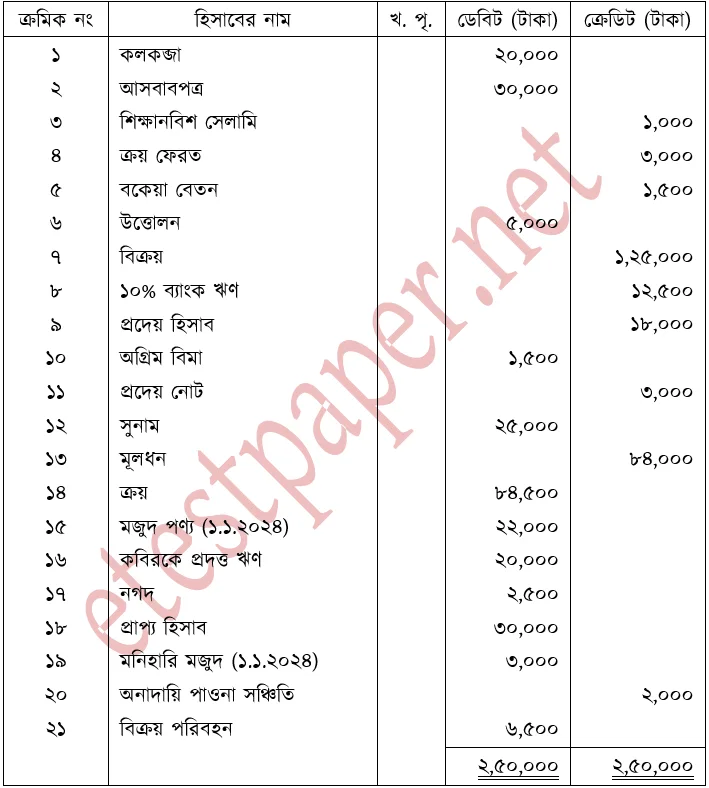 ক্রমিক নং হিসাবের নাম খ. পৃ. ডেবিট (টাকা) ক্রেডিট (টাকা)
১ কলকব্জা ২০,০০০
২ আসবাবপত্র ৩০,০০০
৩ শিক্ষানবিশ সেলামি ১,০০০
৪ ক্রয় ফেরত ৩,০০০
৫ বকেয়া বেতন ১,৫০০
৬ উত্তোলন ৫,০০০
৭ বিক্রয় ১,২৫,০০০
৮ ১০% ব্যাংক ঋণ ১২,৫০০
৯ প্রদেয় হিসাব ১৮,০০০
১০ অগ্রিম বিমা ১,৫০০
১১ প্রদেয় নোট ৩,০০০
১২ সুনাম ২৫,০০০
১৩ মূলধন ৮৪,০০০
১৪ ক্রয় ৮৪,৫০০
১৫ মজুদ পণ্য (১.১.২০২৪) ২২,০০০
১৬ কবিরকে প্রদত্ত ঋণ ২০,০০০
১৭ নগদ ২,৫০০
১৮ প্রাপ্য হিসাব ৩০,০০০
১৯ মনিহারি মজুদ (১.১.২০২৪) ৩,০০০
২০ অনাদায়ি পাওনা সঞ্চিতি ২,০০০
২১ বিক্রয় পরিবহন ৬,৫০০
২,৫০,০০০ ২,৫০,০০০
etestpaper.net